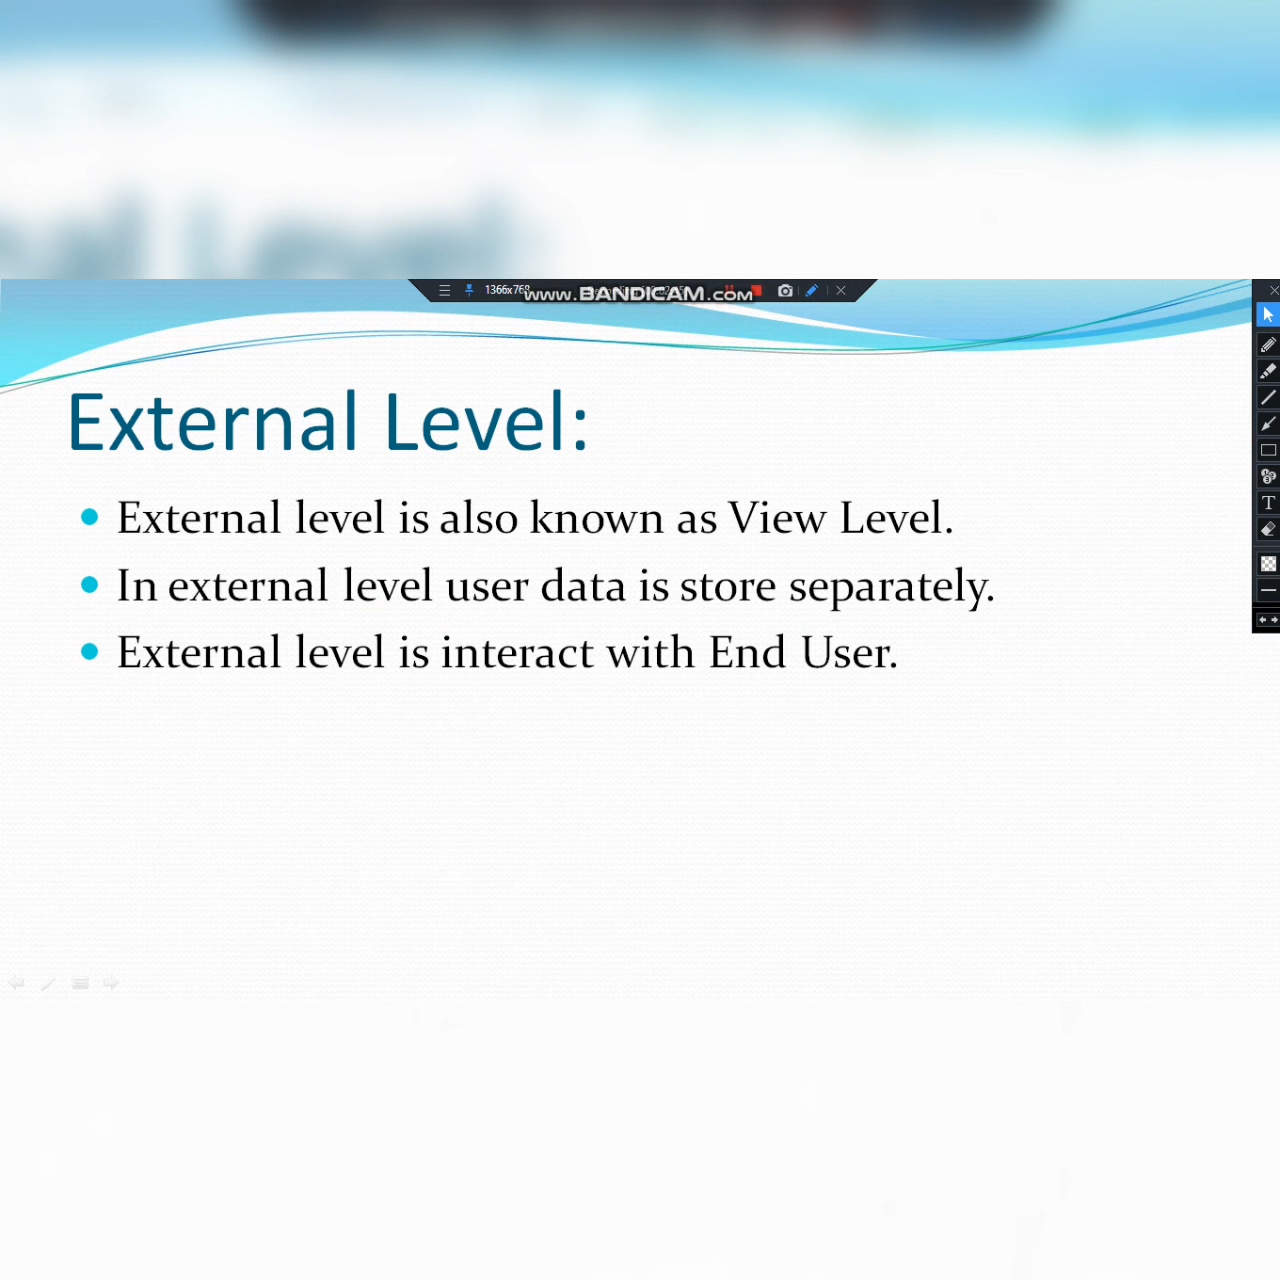 1366x768
www.BANDICAM.com
External Level:
External level is also known as View Level.
In external level user data is store separately.
External level is interact with End User.